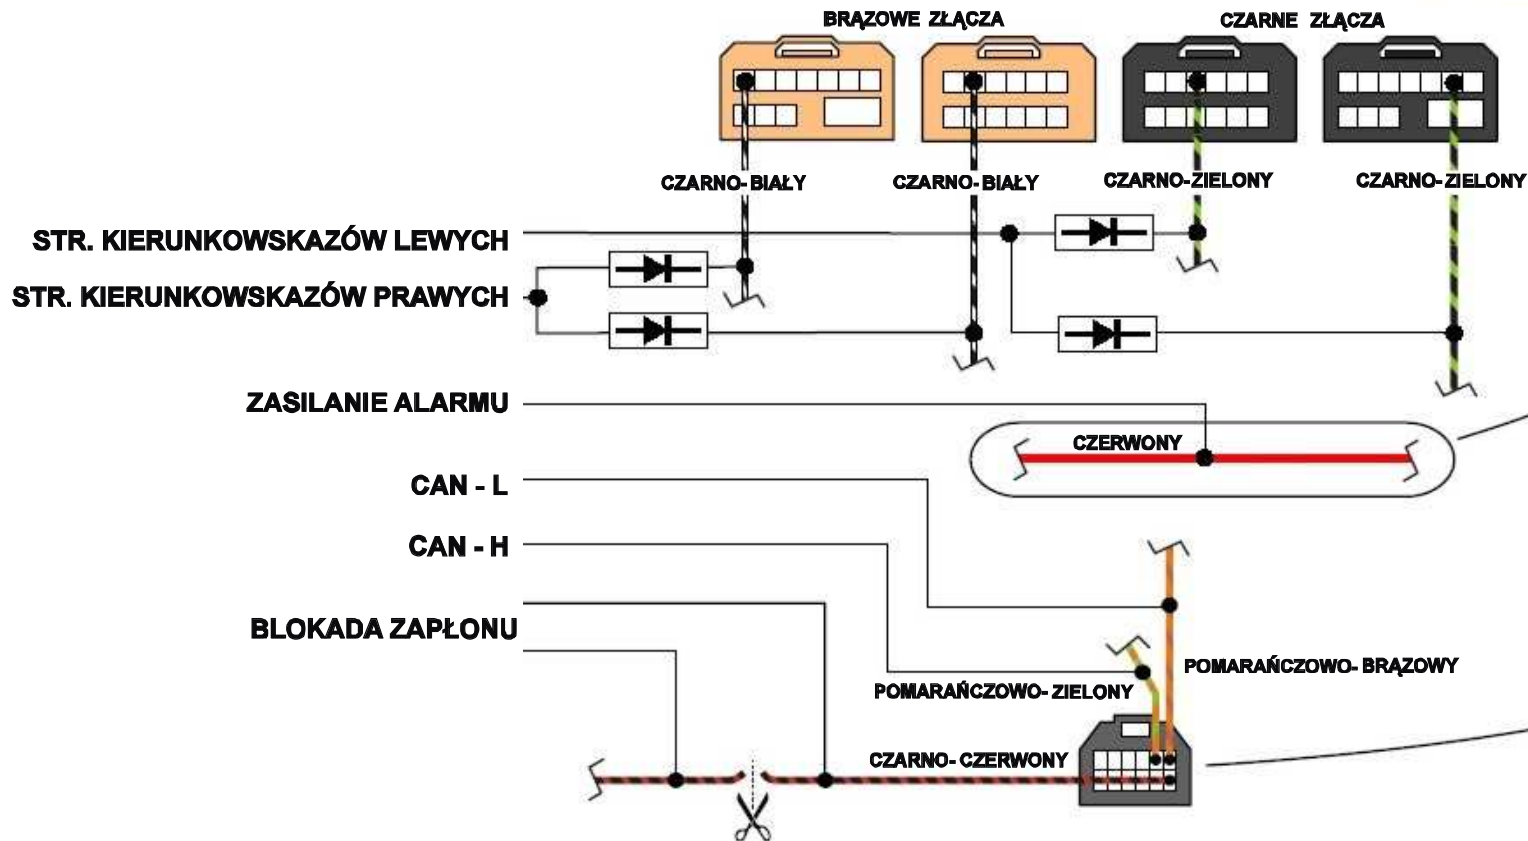 BRĄZOWE ZŁĄCZA
CZARNE ZŁĄCZA
CZARNO-BIAŁY
CZARNO-BIAŁY
CZARNO-ZIELONY
CZARNO-ZIELONY
STR. KIERUNKOWSKAZÓW LEWYCH
STR. KIERUNKOWSKAZÓW PRAWYCH
ZASILANIE ALARMU
CZERWONY
CAN - L
CAN - H
BLOKADA ZAPŁONU
POMARAŃCZOWO-BRĄZOWY
POMARAŃCZOWO-ZIELONY
CZARNO-CZERWONY